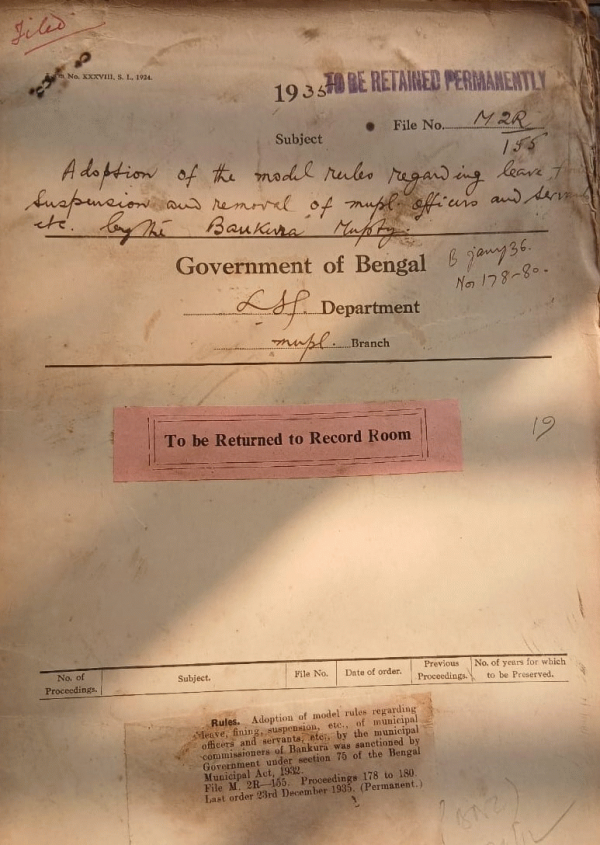 Filed
No. XXXVIII, S. I., 1924.
1935 TO BE RETAINED PERMANENTLY
File No. M 2R
155
Subject
Adoption of the model rules regarding leave
suspension and removal of mupl. officers and
etc. by the Bankura Mupty.
Government of Bengal
B Jany 36.
Nos 178-80.
LSG. Department
mupl. Branch
To be Returned to Record Room
19
No. of Proceedings. Subject. File No. Date of order. Previous Proceedings. No. of years for which to be Preserved.
Rules. Adoption of model rules regarding
leave, fining, suspension, etc., of municipal
officers and servants, etc., by the municipal
commissioners of Bankura was sanctioned by
Government under section 75 of the Bengal
Municipal Act, 1932.
File M. 2R—155. Proceedings 178 to 180.
Last order 23rd December 1935. (Permanent.)